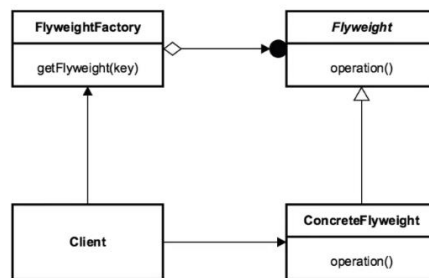 FlyweightFactory
getFlyweight(key)
Flyweight
operation()
Client
ConcreteFlyweight
operation()